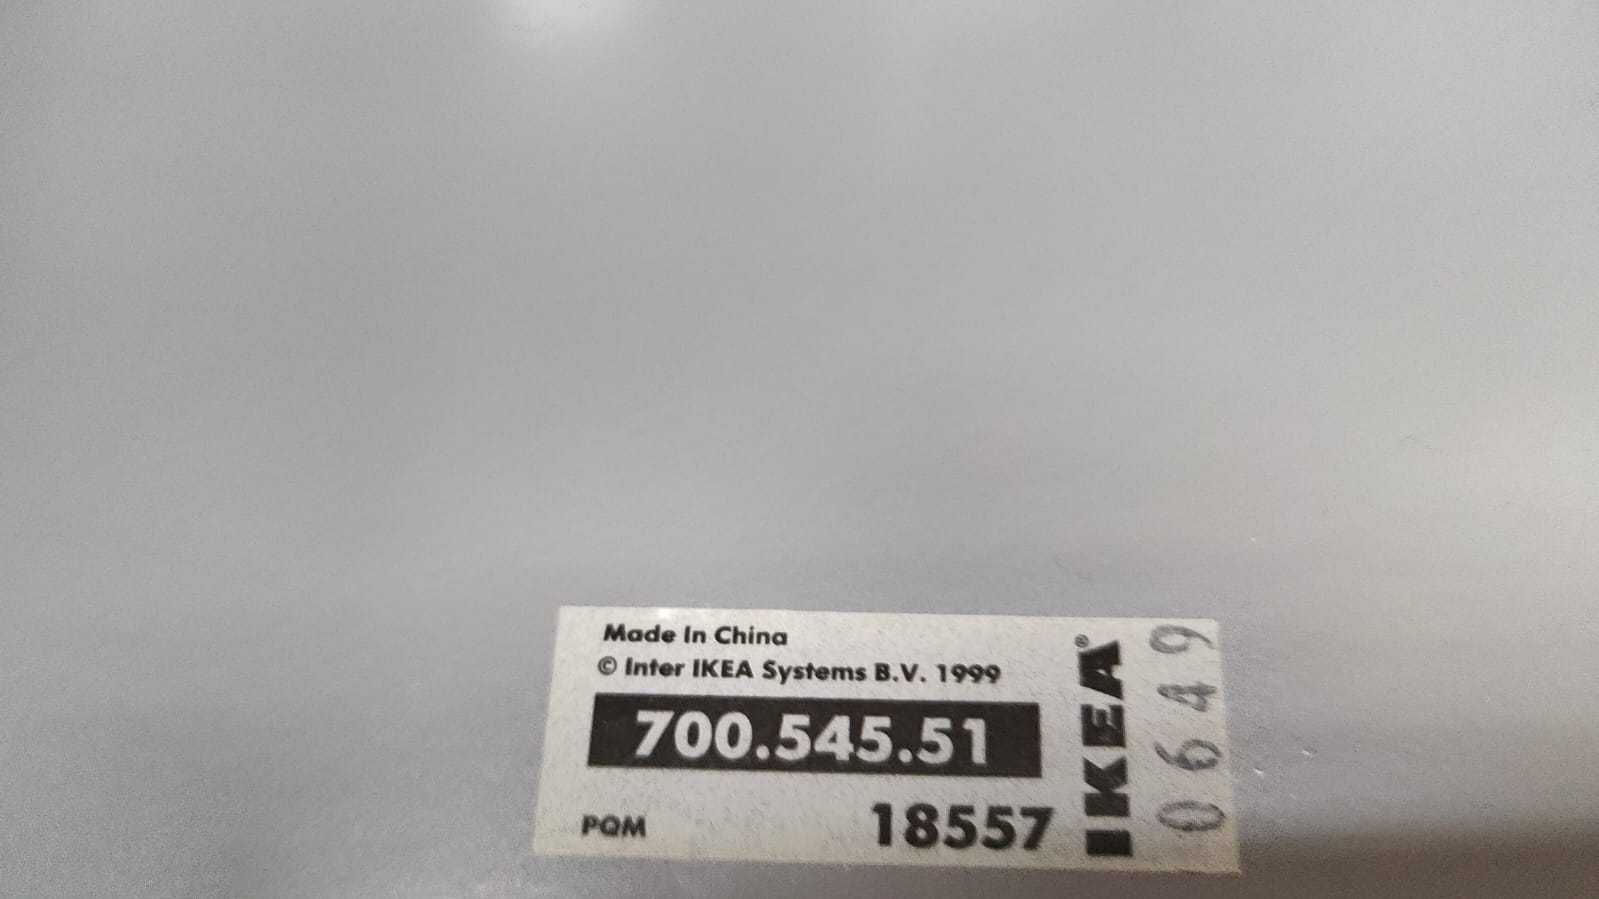 Made In China
© Inter IKEA Systems B.V. 1999
700.545.51
PQM 18557
IKEA®
0649